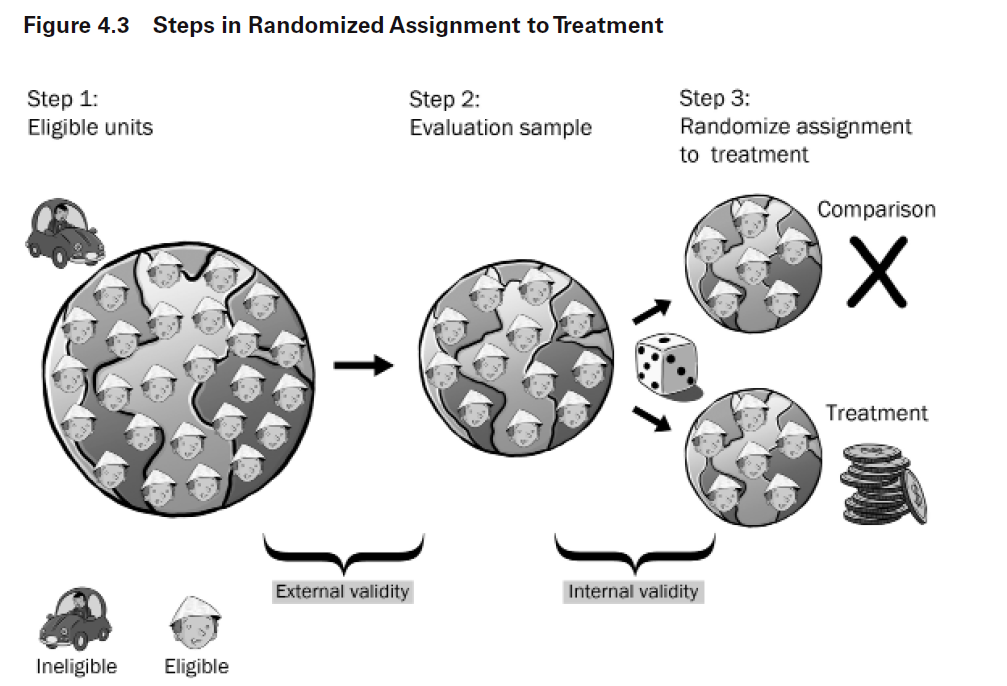 Figure 4.3 Steps in Randomized Assignment to Treatment
Step 1:
Eligible units
Step 2:
Evaluation sample
Step 3:
Randomize assignment
to treatment
Comparison
Treatment
External validity
Internal validity
Ineligible
Eligible